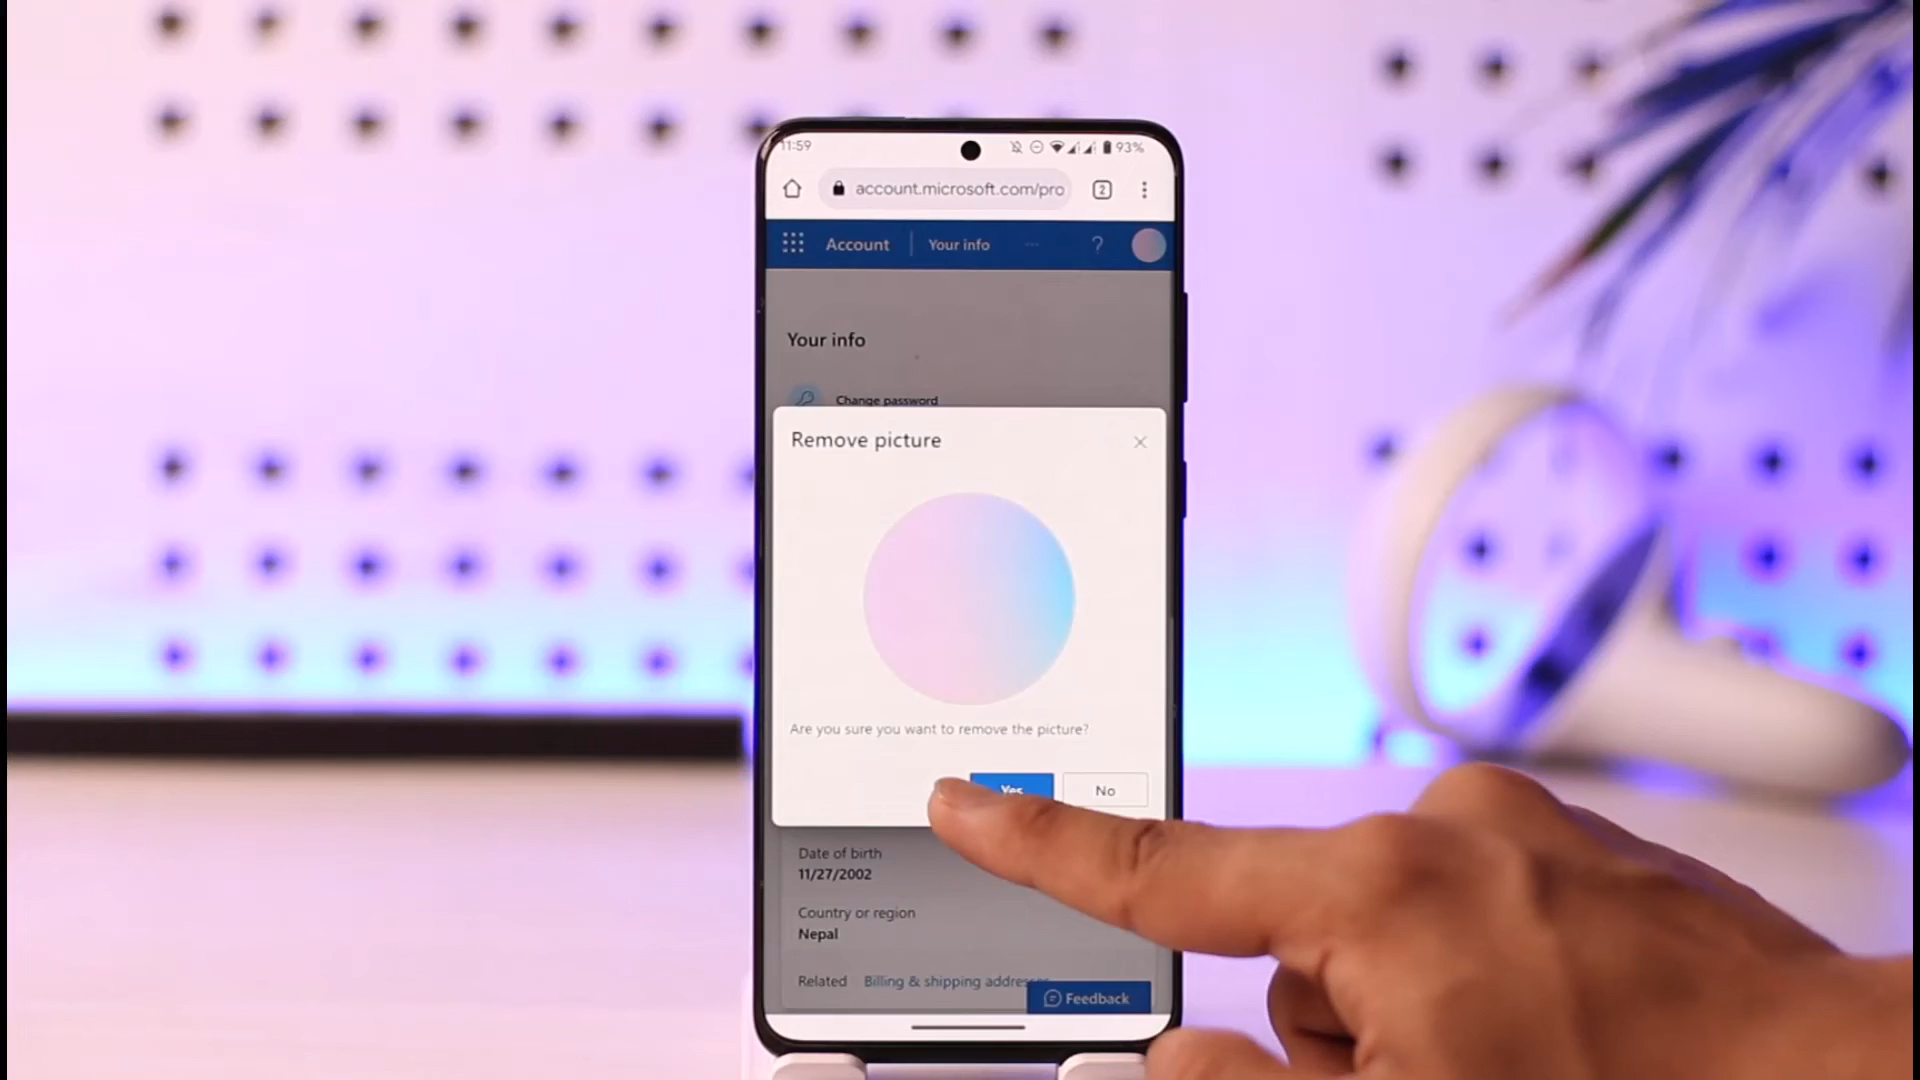 11:59
93%
account.microsoft.com/pro
2
Account
Your info
?
Your info
Change password
Remove picture
Are you sure you want to remove the picture?
Yes
No
Date of birth
11/27/2002
Country or region
Nepal
Related
Billing & shipping addresses
Feedback